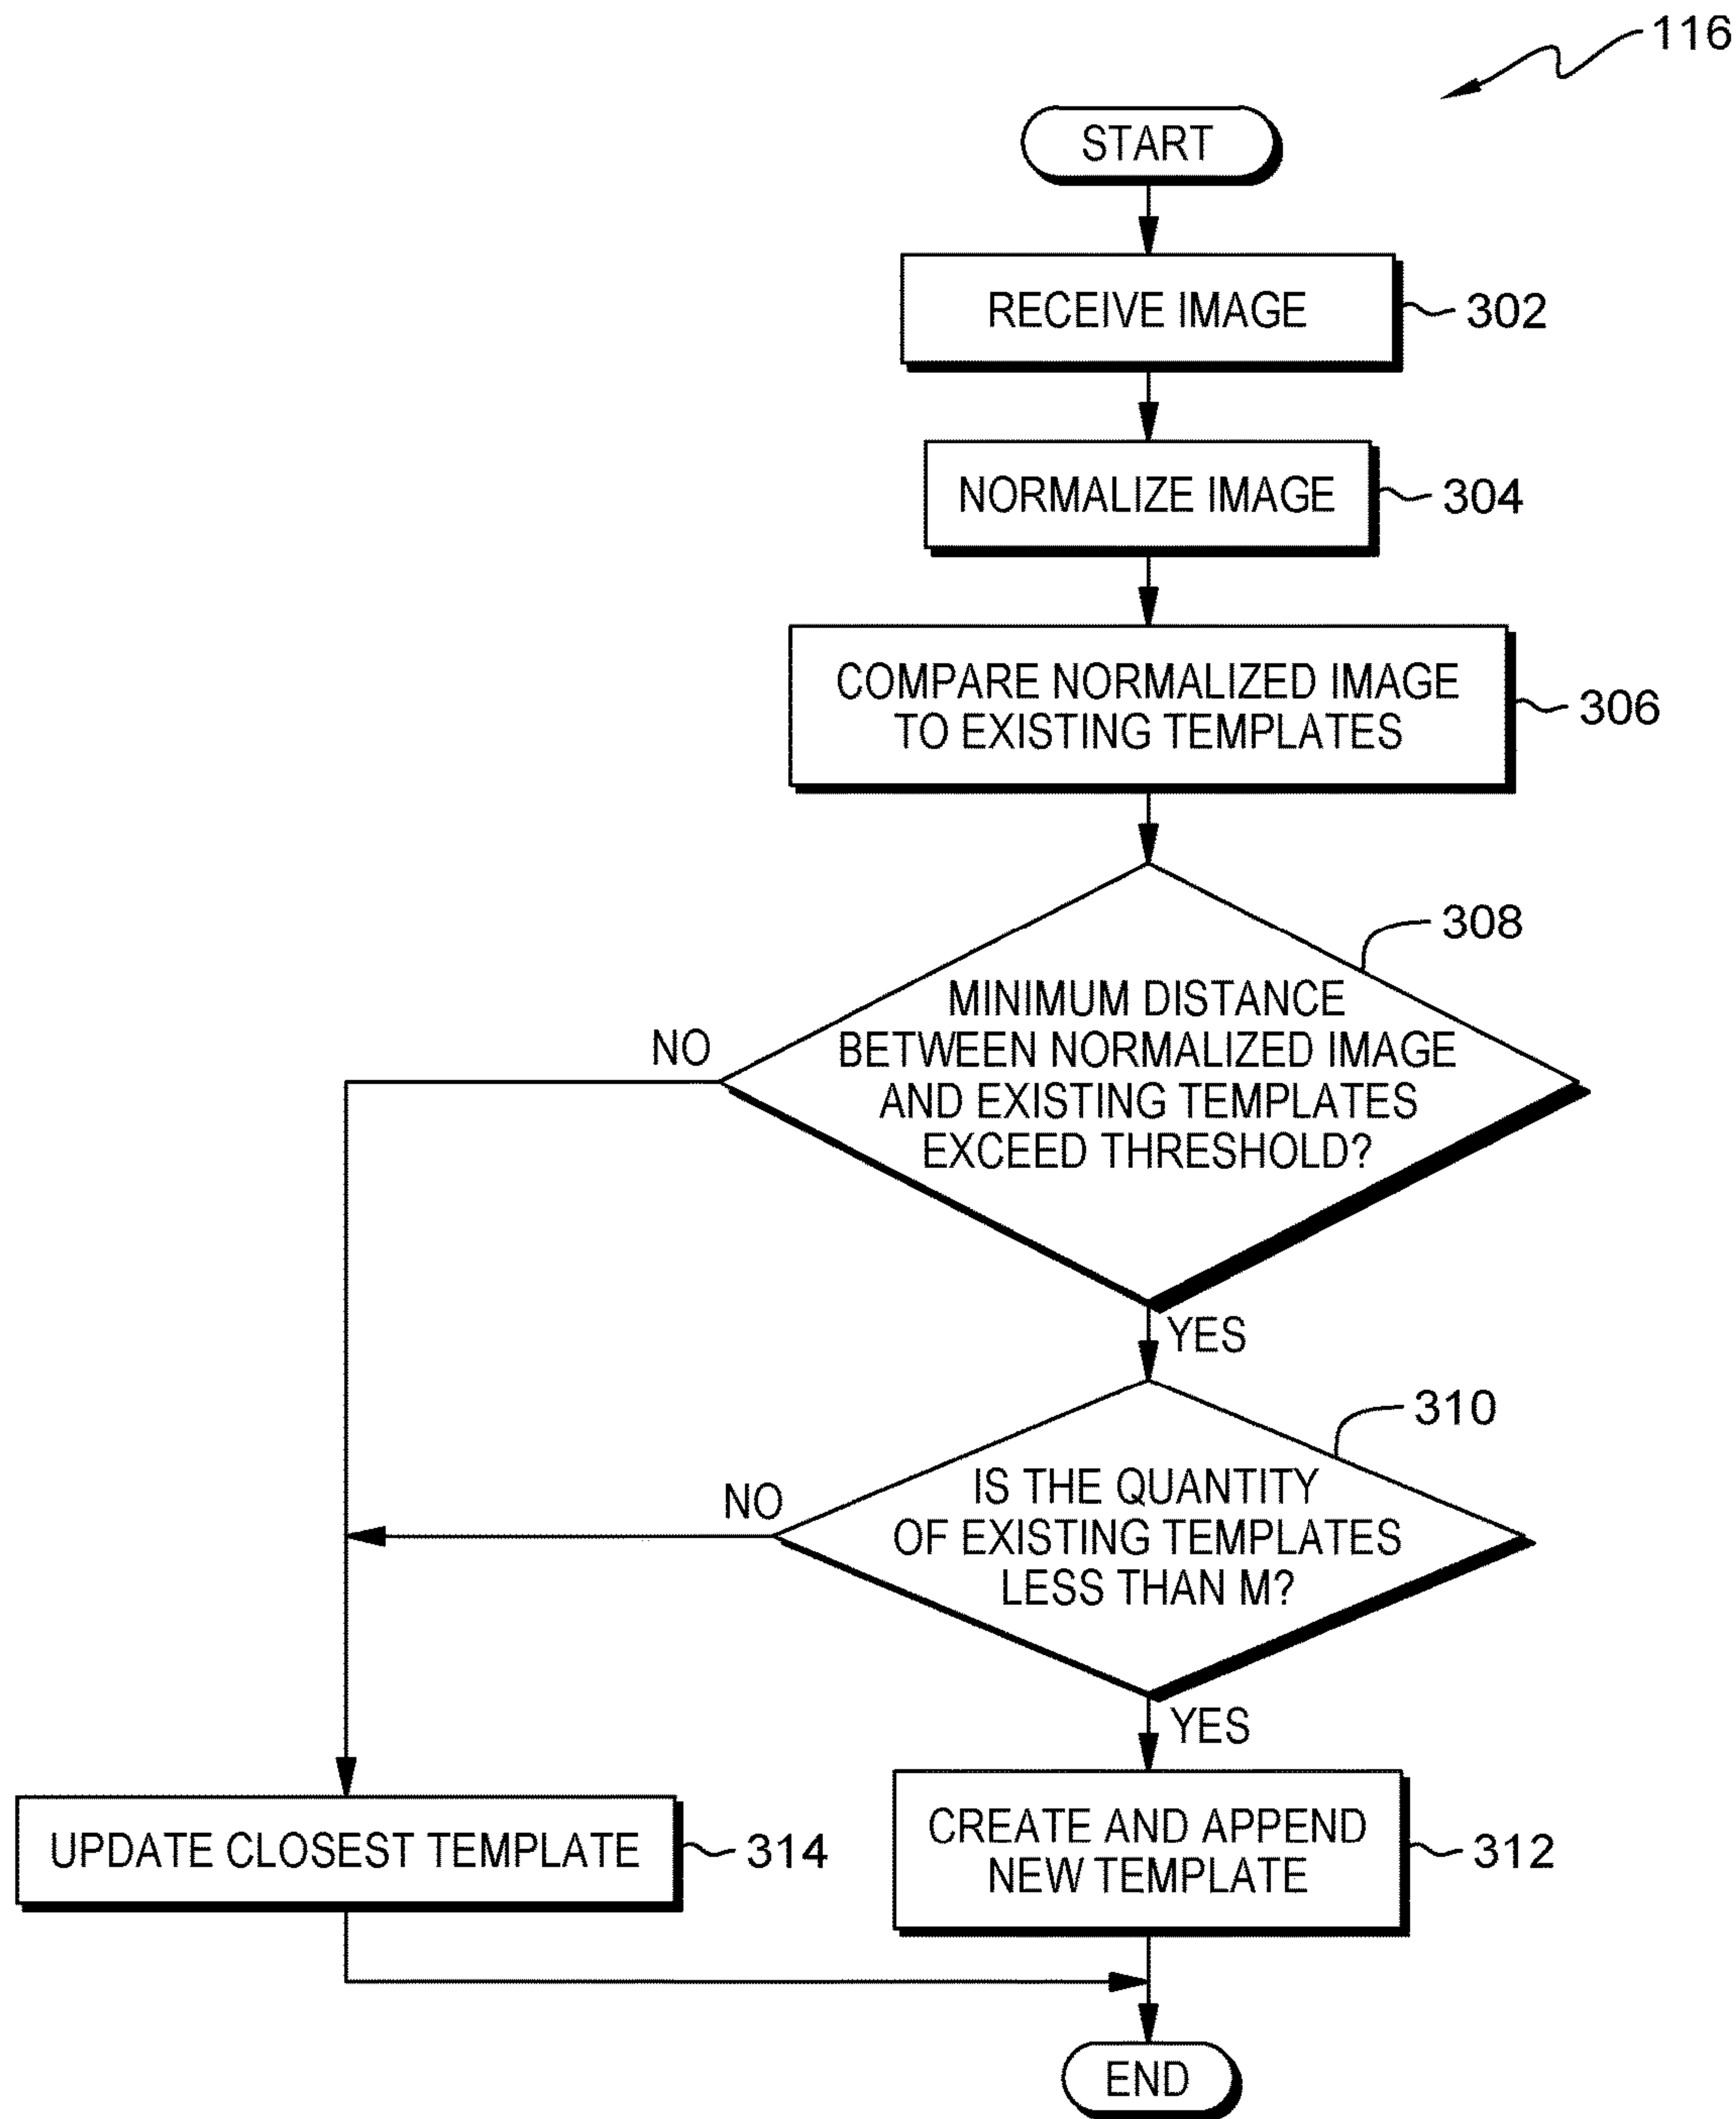 116
START
RECEIVE IMAGE
302
NORMALIZE IMAGE
304
COMPARE NORMALIZED IMAGE
TO EXISTING TEMPLATES
306
308
MINIMUM DISTANCE
BETWEEN NORMALIZED IMAGE
AND EXISTING TEMPLATES
EXCEED THRESHOLD?
NO
YES
310
IS THE QUANTITY
OF EXISTING TEMPLATES
LESS THAN M?
NO
YES
UPDATE CLOSEST TEMPLATE
314
CREATE AND APPEND
NEW TEMPLATE
312
END